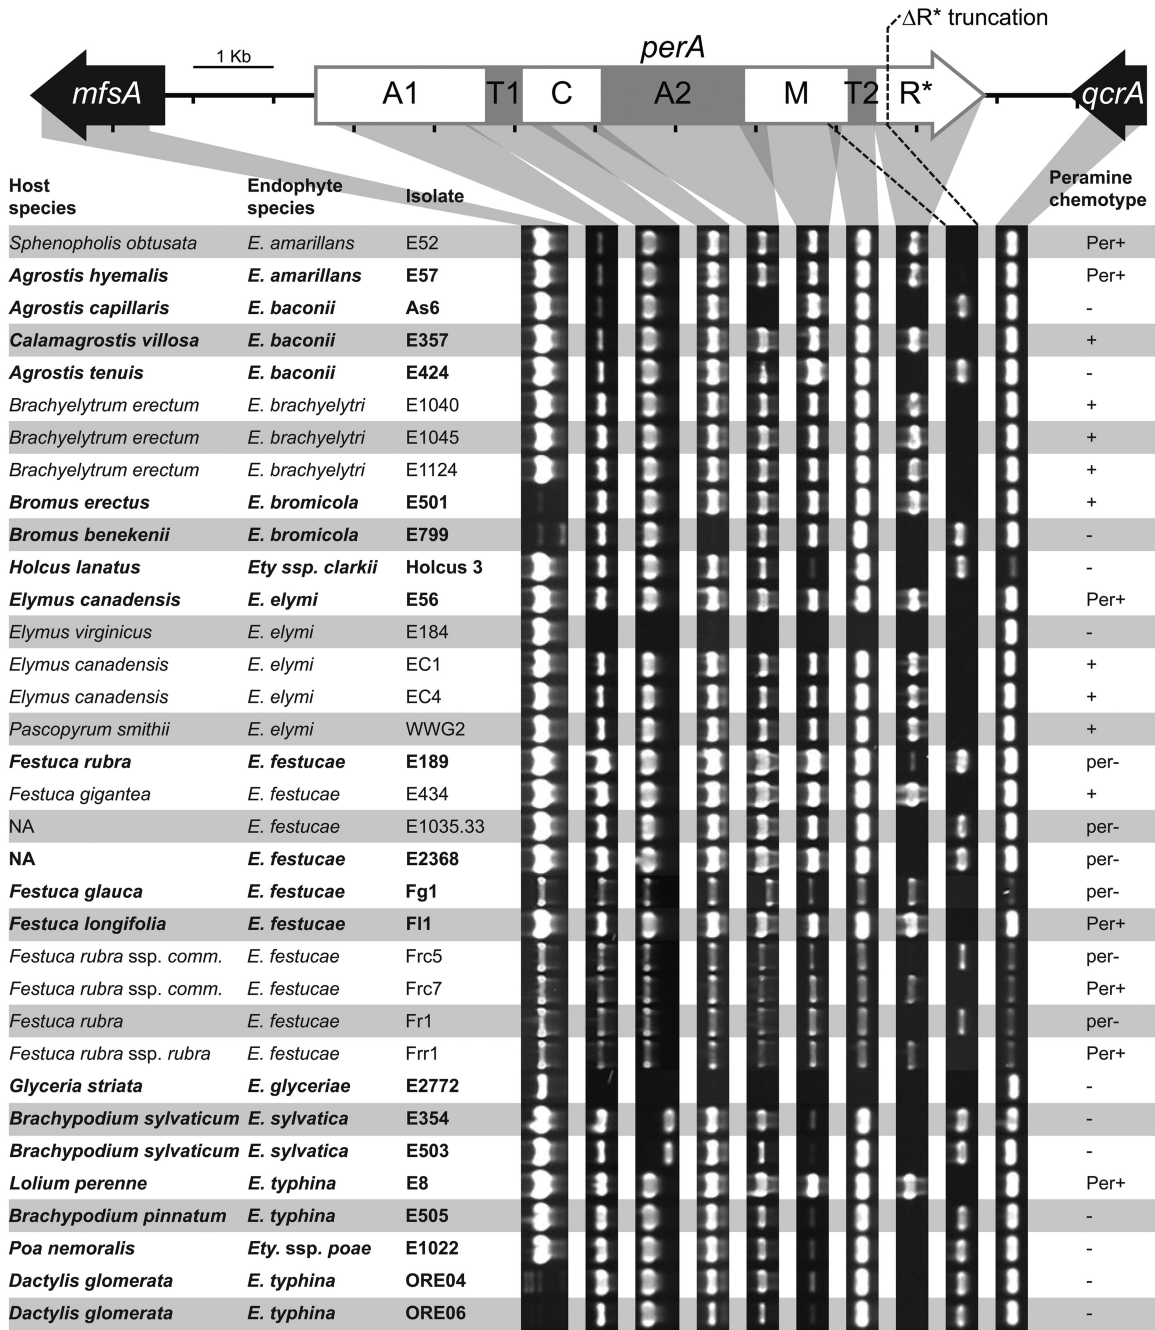 ΔR* truncation
perA
1 Kb
mfsA A1 T1 C A2 M T2 R* qcrA
Host species Endophyte species Isolate Peramine chemotype
Sphenopholis obtusata E. amarillans E52 Per+
Agrostis hyemalis E. amarillans E57 Per+
Agrostis capillaris E. baconii As6 -
Calamagrostis villosa E. baconii E357 +
Agrostis tenuis E. baconii E424 -
Brachyelytrum erectum E. brachyelytri E1040 +
Brachyelytrum erectum E. brachyelytri E1045 +
Brachyelytrum erectum E. brachyelytri E1124 +
Bromus erectus E. bromicola E501 +
Bromus benekenii E. bromicola E799 -
Holcus lanatus Ety ssp. clarkii Holcus 3 -
Elymus canadensis E. elymi E56 Per+
Elymus virginicus E. elymi E184 -
Elymus canadensis E. elymi EC1 +
Elymus canadensis E. elymi EC4 +
Pascopyrum smithii E. elymi WWG2 +
Festuca rubra E. festucae E189 per-
Festuca gigantea E. festucae E434 +
NA E. festucae E1035.33 per-
NA E. festucae E2368 per-
Festuca glauca E. festucae Fg1 per-
Festuca longifolia E. festucae Fl1 Per+
Festuca rubra ssp. comm. E. festucae Frc5 per-
Festuca rubra ssp. comm. E. festucae Frc7 Per+
Festuca rubra E. festucae Fr1 per-
Festuca rubra ssp. rubra E. festucae Frr1 Per+
Glyceria striata E. glyceriae E2772 -
Brachypodium sylvaticum E. sylvatica E354 -
Brachypodium sylvaticum E. sylvatica E503 -
Lolium perenne E. typhina E8 Per+
Brachypodium pinnatum E. typhina E505 -
Poa nemoralis Ety. ssp. poae E1022 -
Dactylis glomerata E. typhina ORE04 -
Dactylis glomerata E. typhina ORE06 -